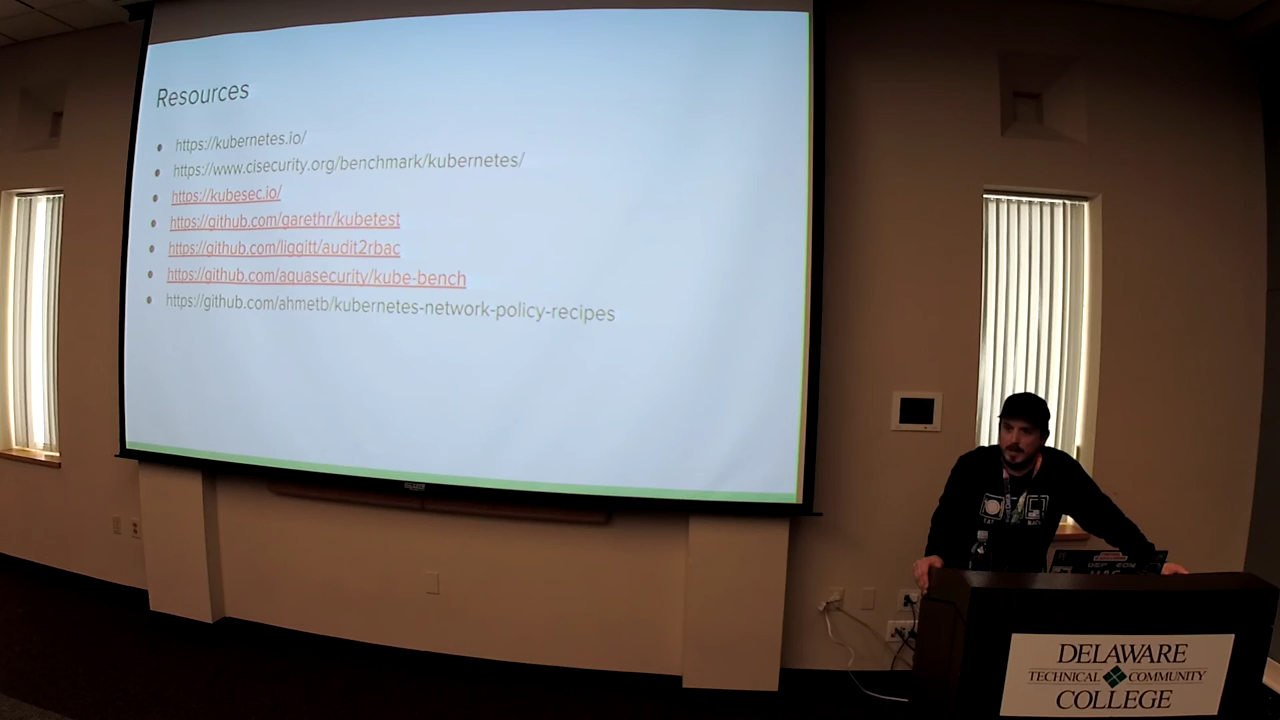 Resources
• https://kubernetes.io/
• https://www.cisecurity.org/benchmark/kubernetes/
• https://kubesec.io/
• https://github.com/garethr/kubetest
• https://github.com/liggitt/audit2rbac
• https://github.com/aquasecurity/kube-bench
• https://github.com/ahmetb/kubernetes-network-policy-recipes
DELAWARE
TECHNICAL COMMUNITY
COLLEGE